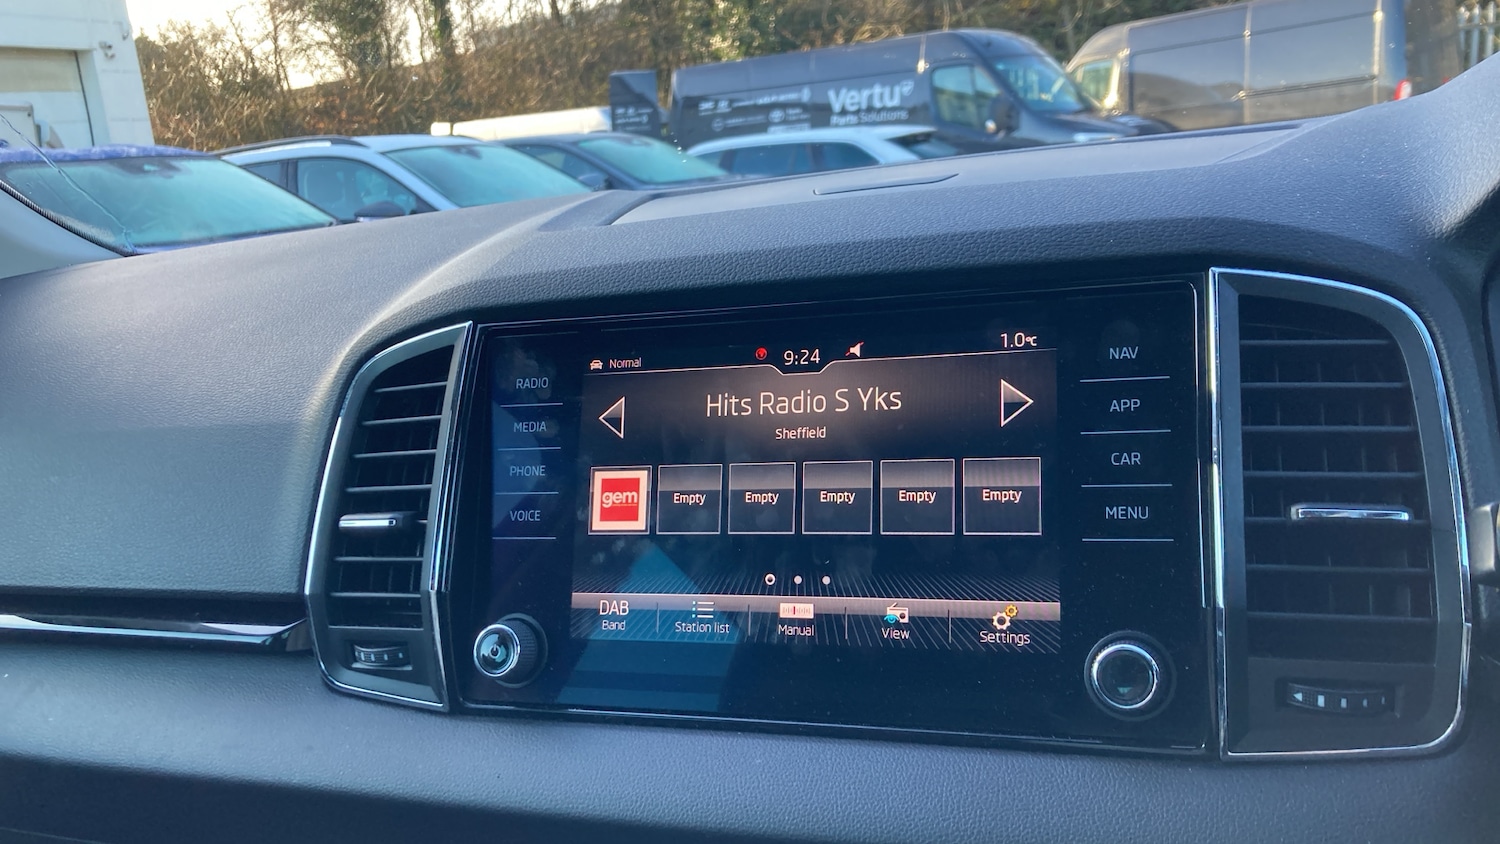 Vertu
Parts Solutions
RADIO
MEDIA
PHONE
VOICE
Normal
9:24
1.0°C
Hits Radio S Yks
Sheffield
gem
Empty
Empty
Empty
Empty
Empty
DAB
Band
Station list
Manual
View
Settings
NAV
APP
CAR
MENU